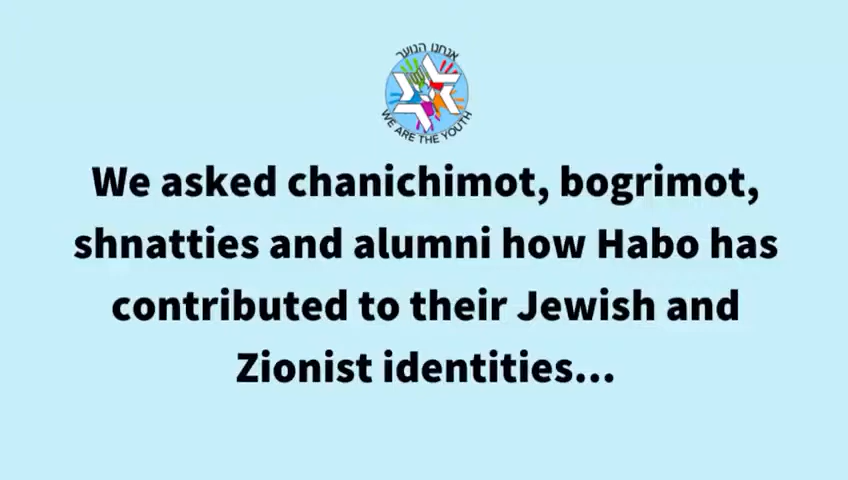 אנחנו הנוער
WE ARE THE YOUTH
We asked chanichimot, bogrimot,
shnatties and alumni how Habo has
contributed to their Jewish and
Zionist identities...